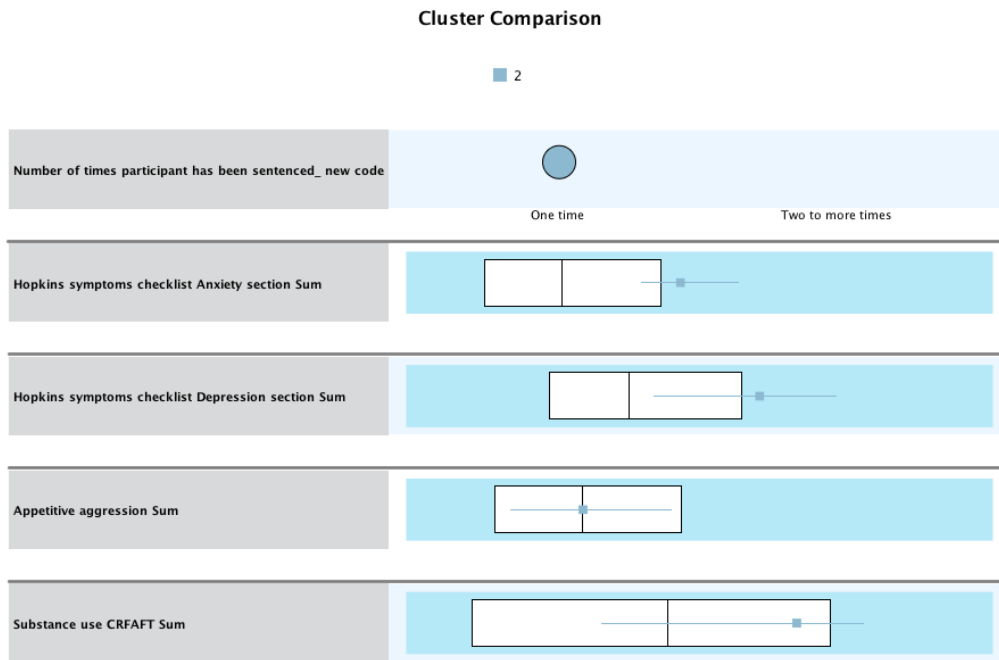 Cluster Comparison
2
Number of times participant has been sentenced_ new code
One time
Two to more times
Hopkins symptoms checklist Anxiety section Sum
Hopkins symptoms checklist Depression section Sum
Appetitive aggression Sum
Substance use CRFAFT Sum